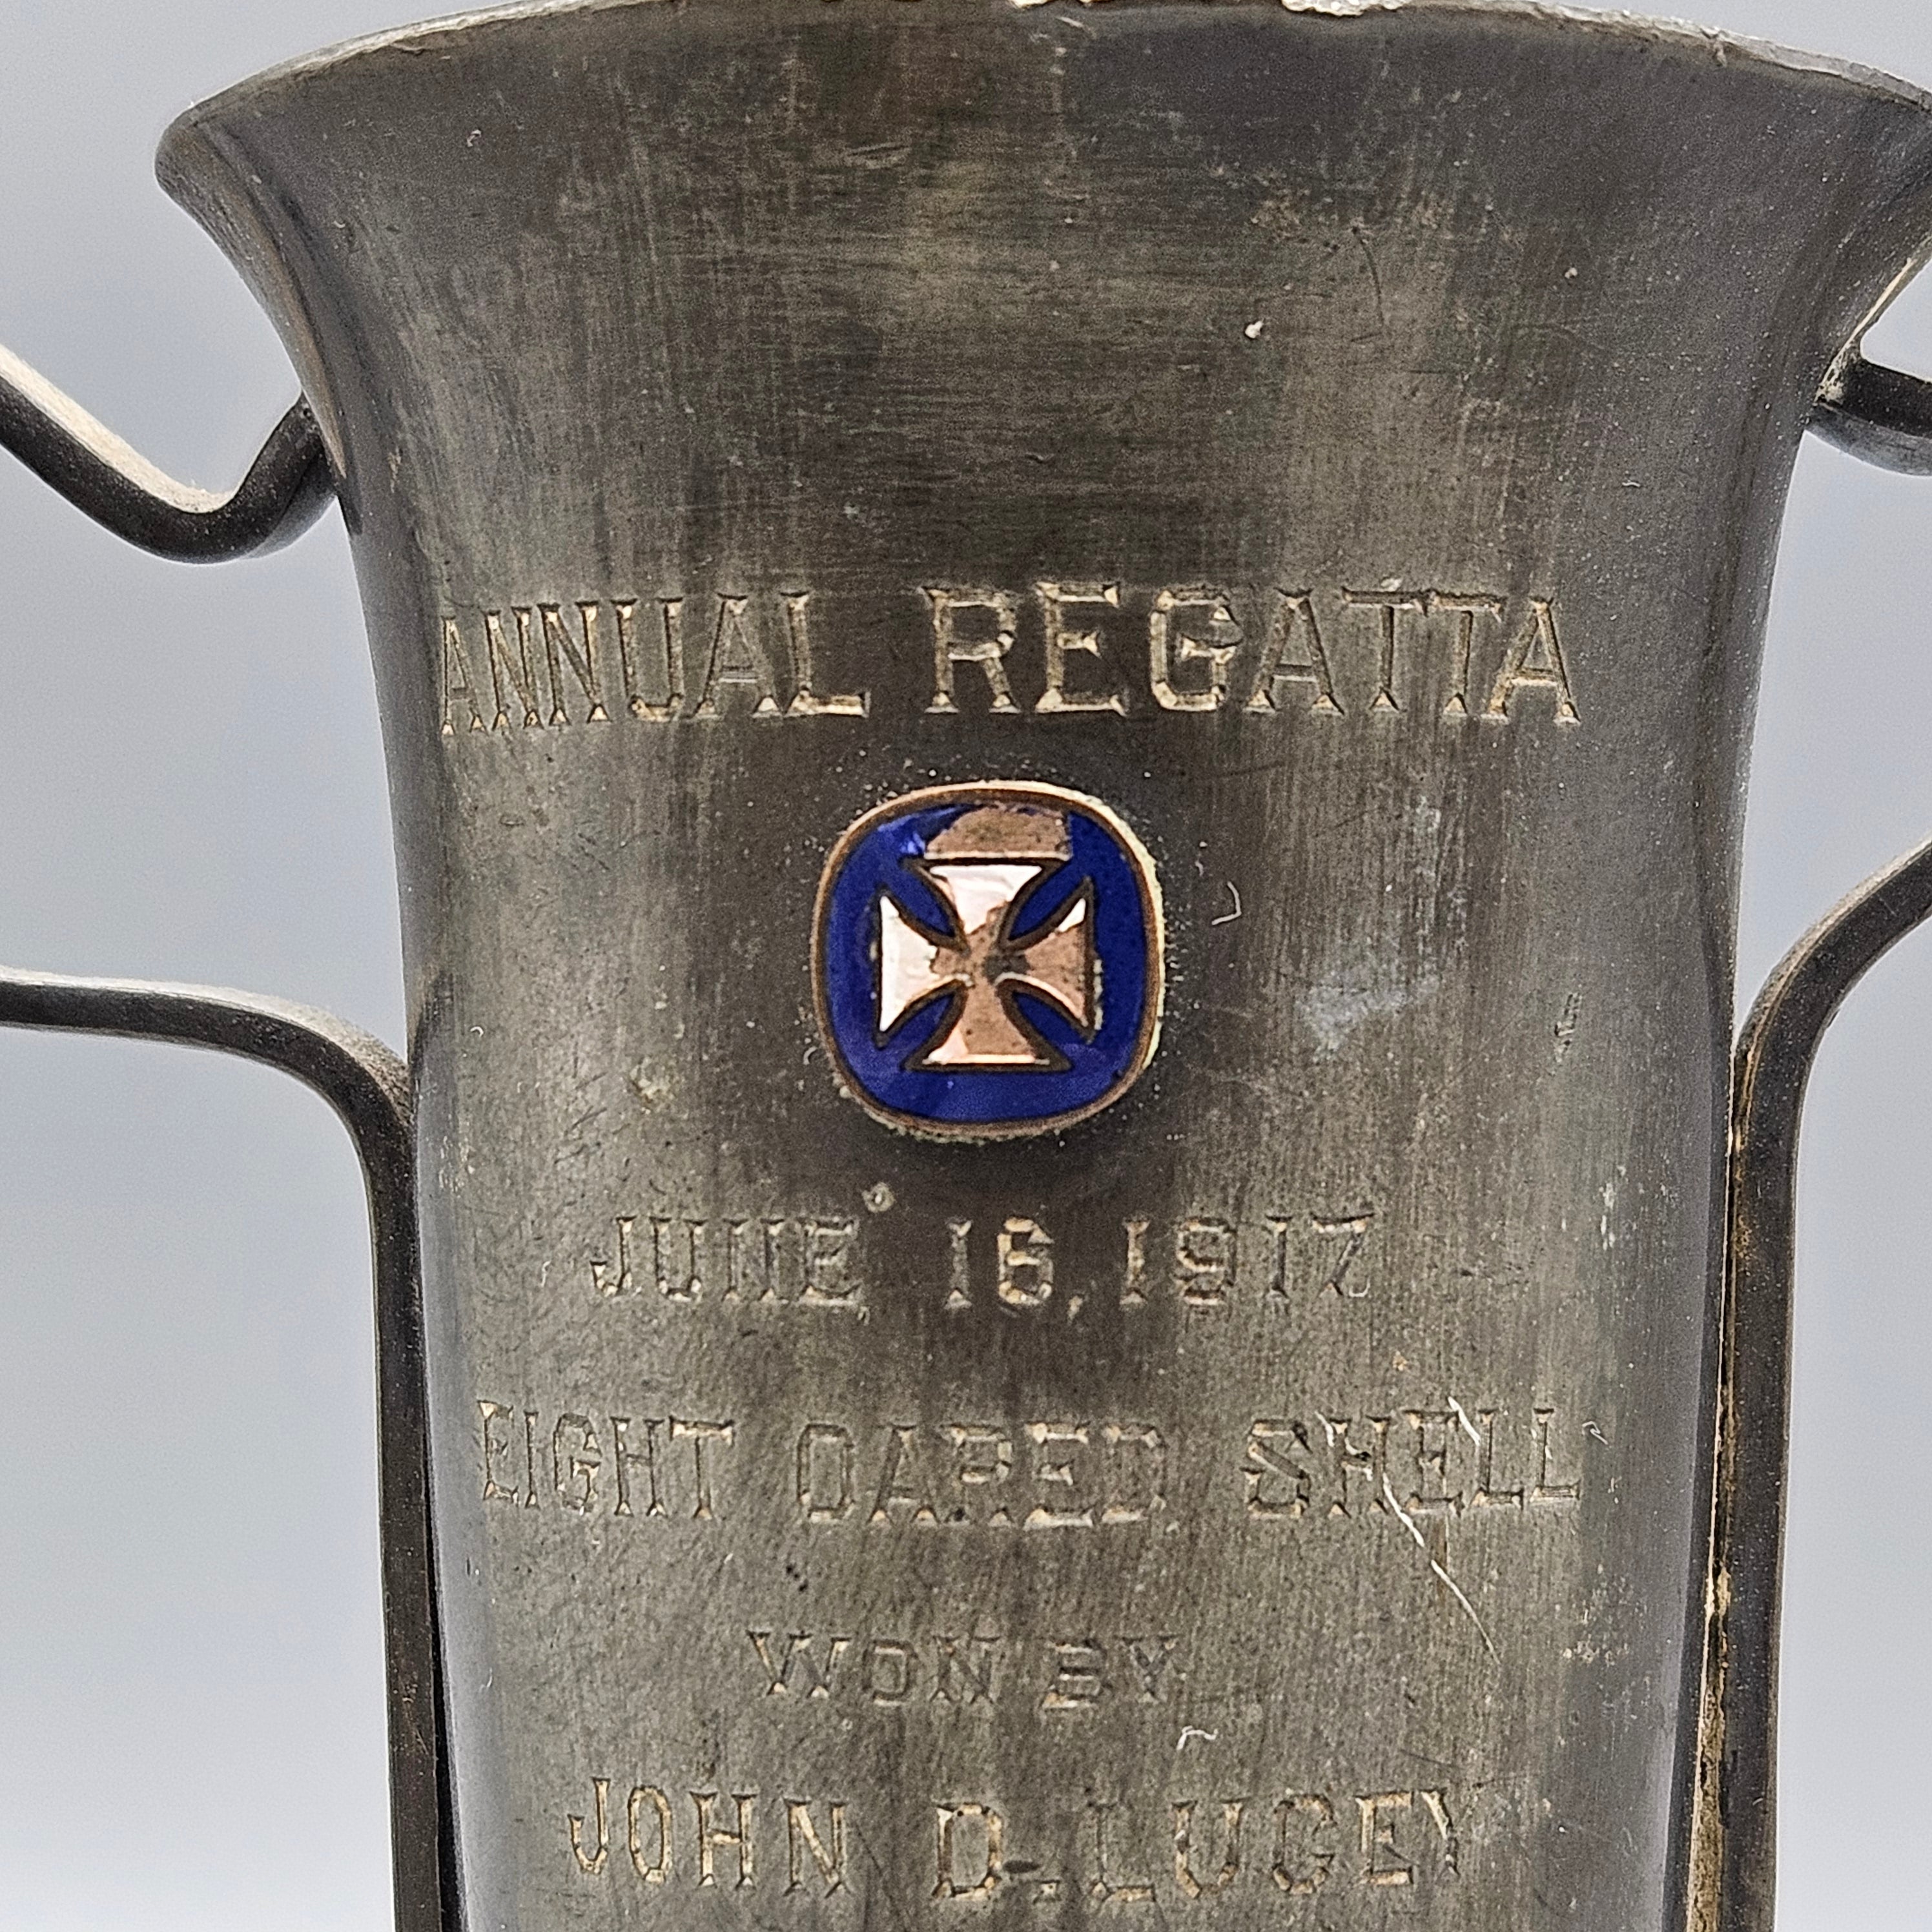 ANNUAL REGATTA
JUNE, 16, 1917
EIGHT OARED, SHELL
WON BY
JOHN D. LUCEY